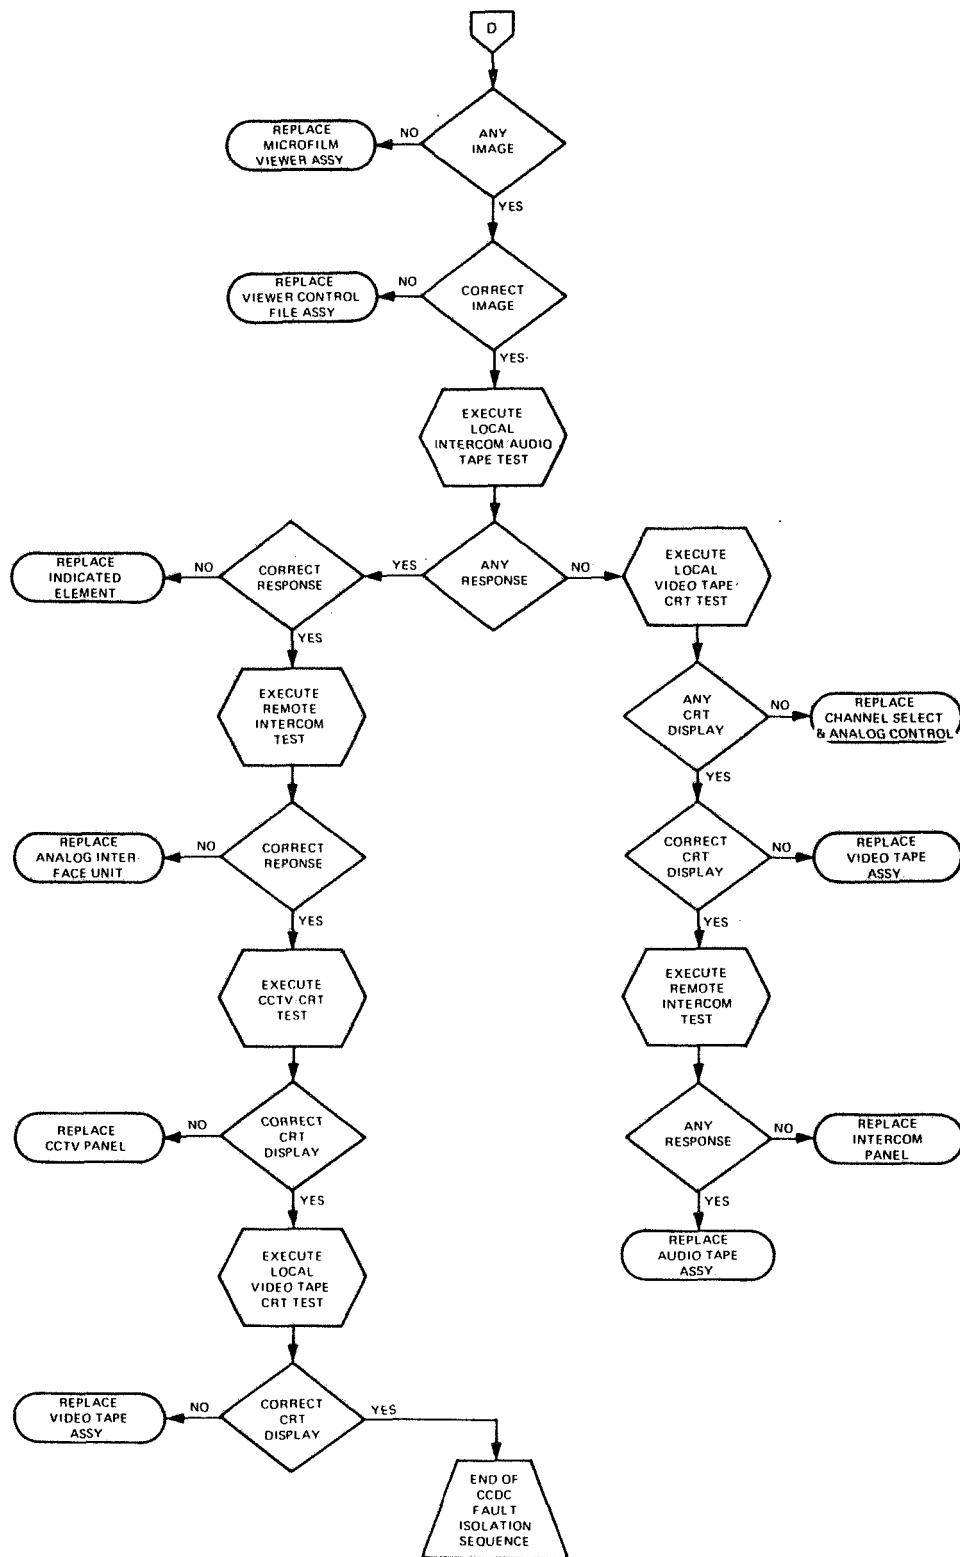 D
ANY
IMAGE
NO
REPLACE
MICROFILM
VIEWER ASSY
YES
CORRECT
IMAGE
NO
REPLACE
VIEWER CONTROL
FILE ASSY
YES
EXECUTE
LOCAL
INTERCOM/AUDIO
TAPE TEST
ANY
RESPONSE
YES
NO
CORRECT
RESPONSE
NO
REPLACE
INDICATED
ELEMENT
YES
EXECUTE
REMOTE
INTERCOM
TEST
CORRECT
REPONSE
NO
REPLACE
ANALOG INTER-
FACE UNIT
YES
EXECUTE
CCTV/CRT
TEST
CORRECT
CRT
DISPLAY
NO
REPLACE
CCTV PANEL
YES
EXECUTE
LOCAL
VIDEO TAPE
CRT TEST
CORRECT
CRT
DISPLAY
NO
REPLACE
VIDEO TAPE
ASSY
YES
END OF
CCDC
FAULT
ISOLATION
SEQUENCE
EXECUTE
LOCAL
VIDEO TAPE/
CRT TEST
ANY
CRT
DISPLAY
NO
REPLACE
CHANNEL SELECT
& ANALOG CONTROL
YES
CORRECT
CRT
DISPLAY
NO
REPLACE
VIDEO TAPE
ASSY.
YES
EXECUTE
REMOTE
INTERCOM
TEST
ANY
RESPONSE
NO
REPLACE
INTERCOM
PANEL
YES
REPLACE
AUDIO TAPE
ASSY.